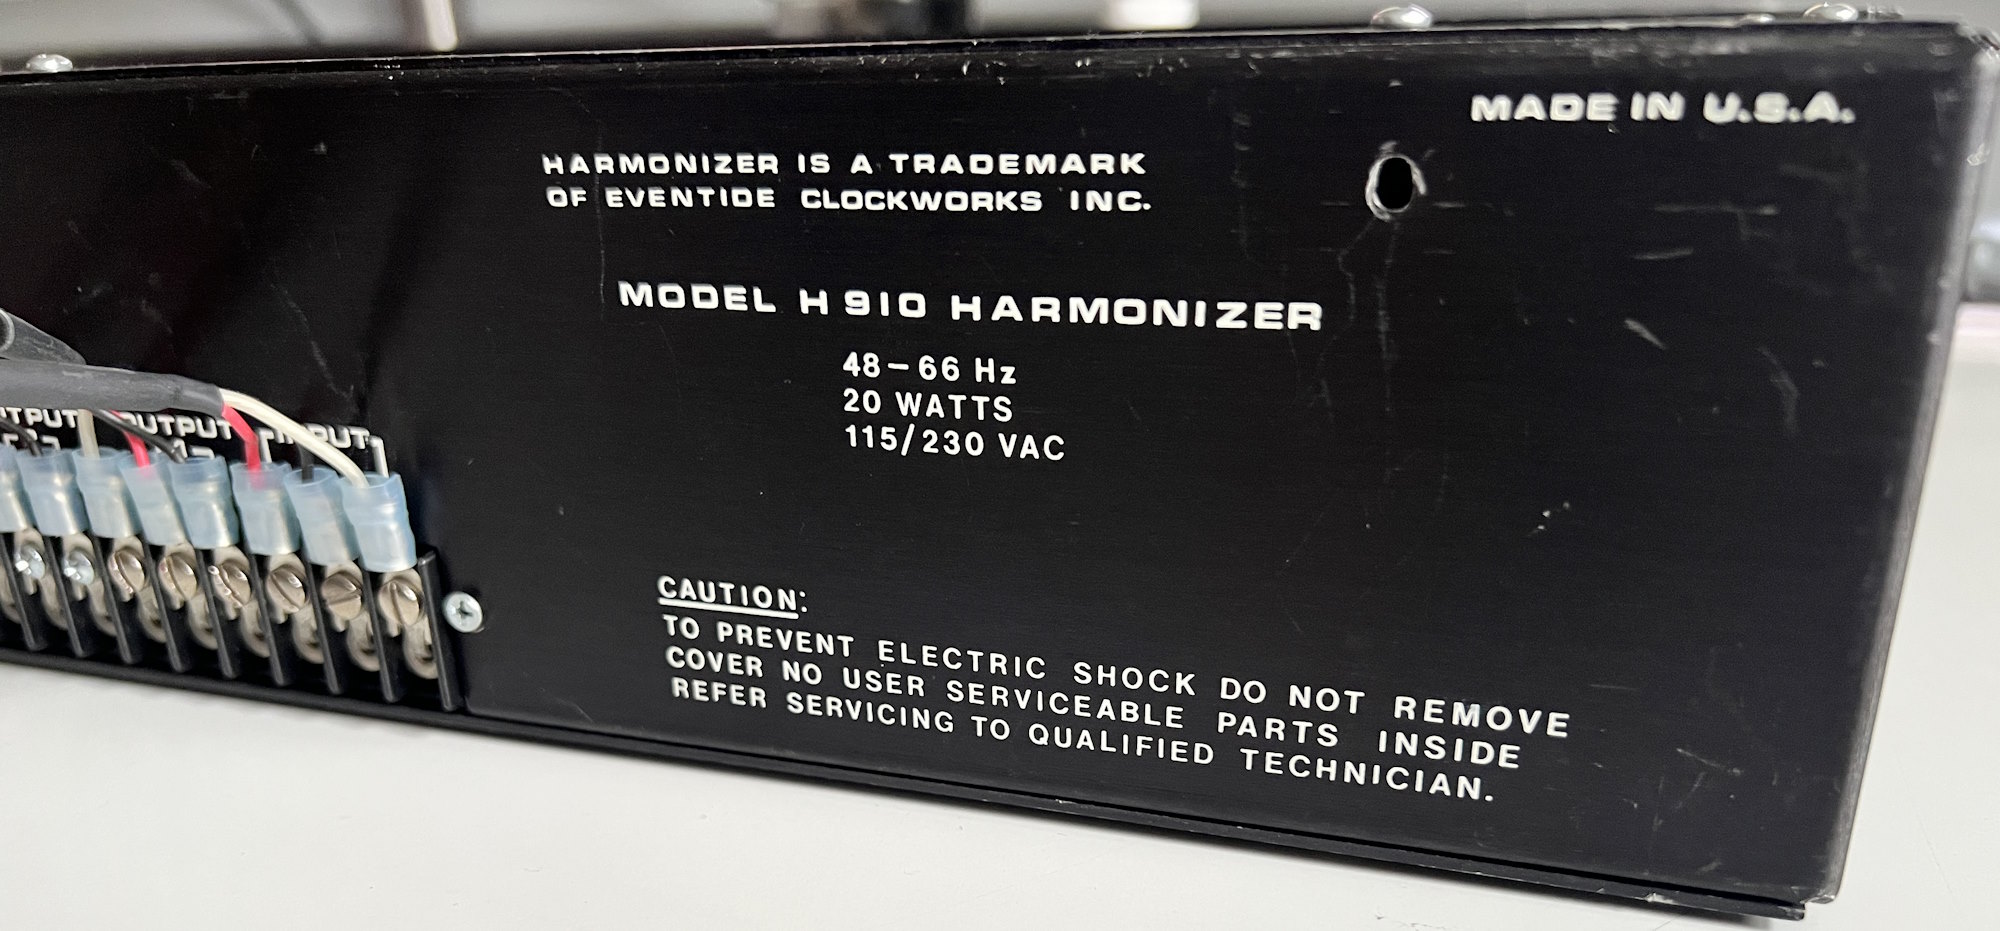 MADE IN U.S.A.
HARMONIZER IS A TRADEMARK
OF EVENTIDE CLOCKWORKS INC.
MODEL H910 HARMONIZER
48-66 Hz
20 WATTS
115/230 VAC
OUTPUT INPUT
1
CAUTION:
TO PREVENT ELECTRIC SHOCK DO NOT REMOVE
COVER NO USER SERVICEABLE PARTS INSIDE
REFER SERVICING TO QUALIFIED TECHNICIAN.